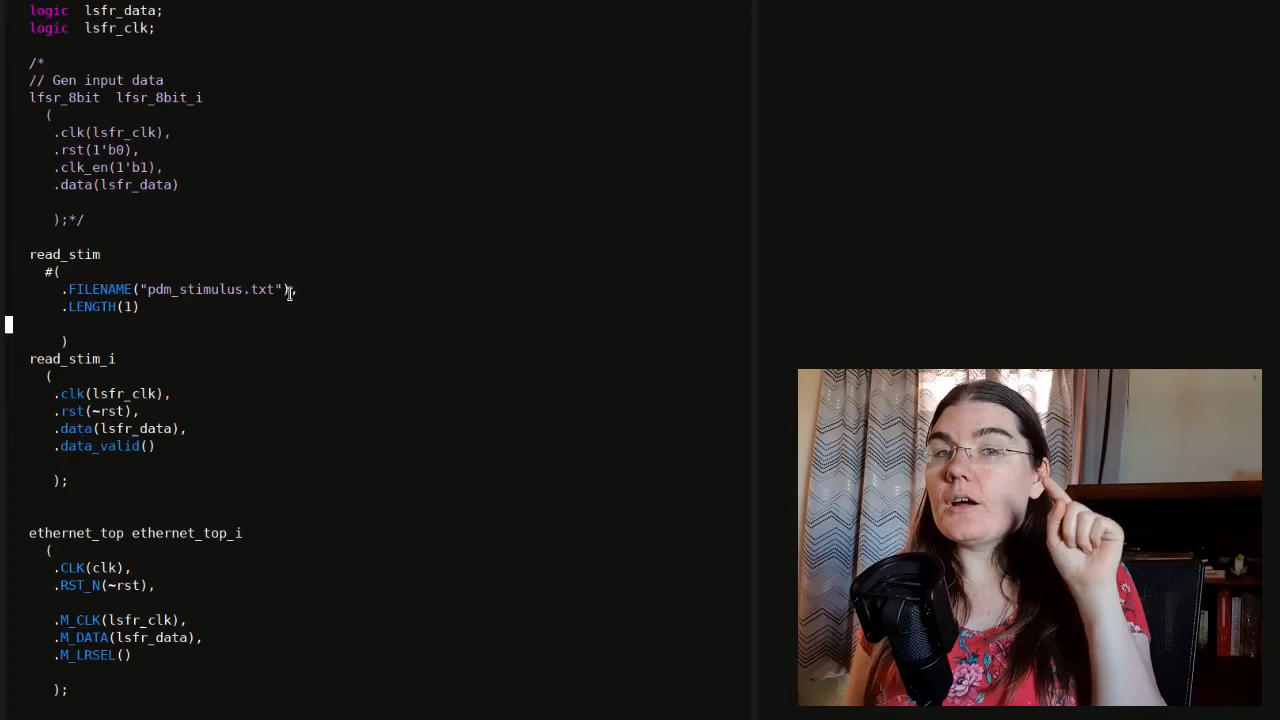 logic  lsfr_data;
logic  lsfr_clk;
/*
// Gen input data
lfsr_8bit  lfsr_8bit_i
(
.clk(lsfr_clk),
.rst(1'b0),
.clk_en(1'b1),
.data(lsfr_data)
);*/
read_stim
#(
.FILENAME("pdm_stimulus.txt"),
.LENGTH(1)
)
read_stim_i
(
.clk(lsfr_clk),
.rst(~rst),
.data(lsfr_data),
.data_valid()
);
ethernet_top ethernet_top_i
(
.CLK(clk),
.RST_N(~rst),
.M_CLK(lsfr_clk),
.M_DATA(lsfr_data),
.M_LRSEL()
);